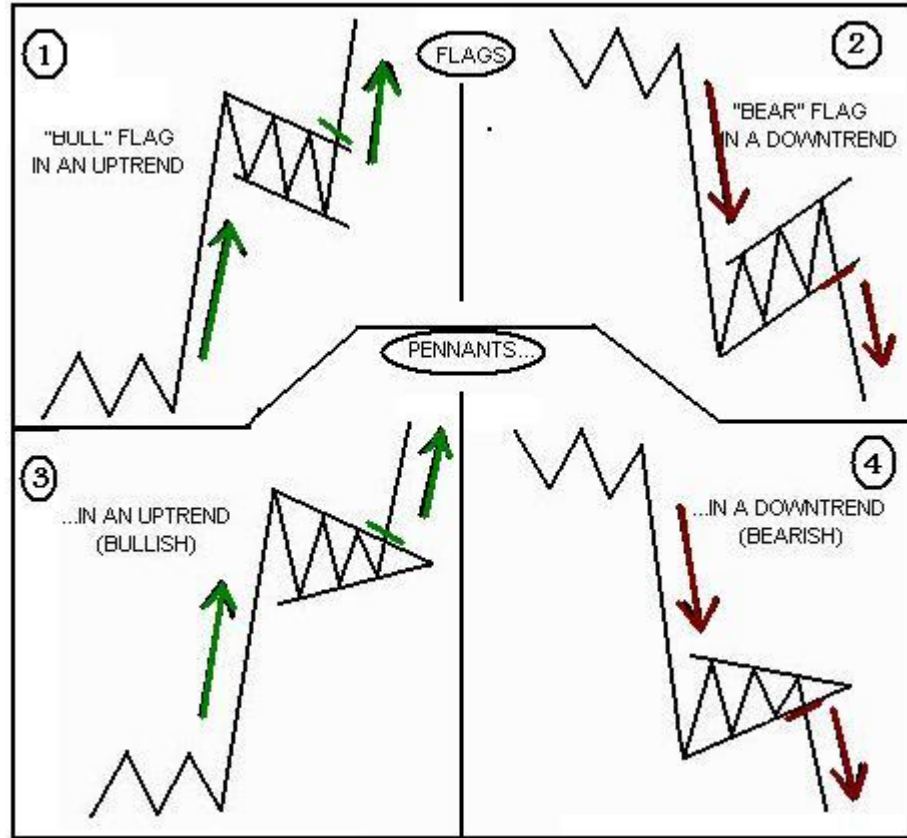 1
"BULL" FLAG
IN AN UPTREND
FLAGS
2
"BEAR" FLAG
IN A DOWNTREND
PENNANTS...
3
...IN AN UPTREND
(BULLISH)
4
...IN A DOWNTREND
(BEARISH)